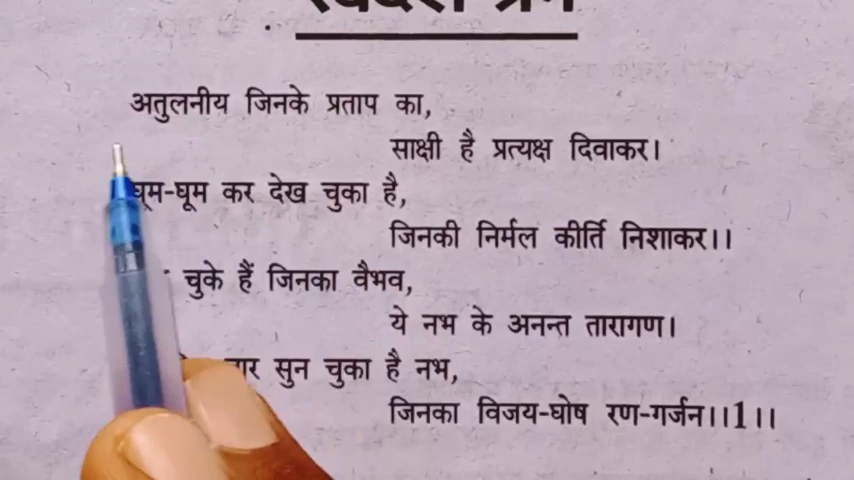 स्वदेश प्रेम
अतुलनीय जिनके प्रताप का,
साक्षी है प्रत्यक्ष दिवाकर।
घूम-घूम कर देख चुका है,
जिनकी निर्मल कीर्ति निशाकर।।
चुके हैं जिनका वैभव,
ये नभ के अनन्त तारागण।
सुन चुका है नभ,
जिनका विजय-घोष रण-गर्जन।।1।।